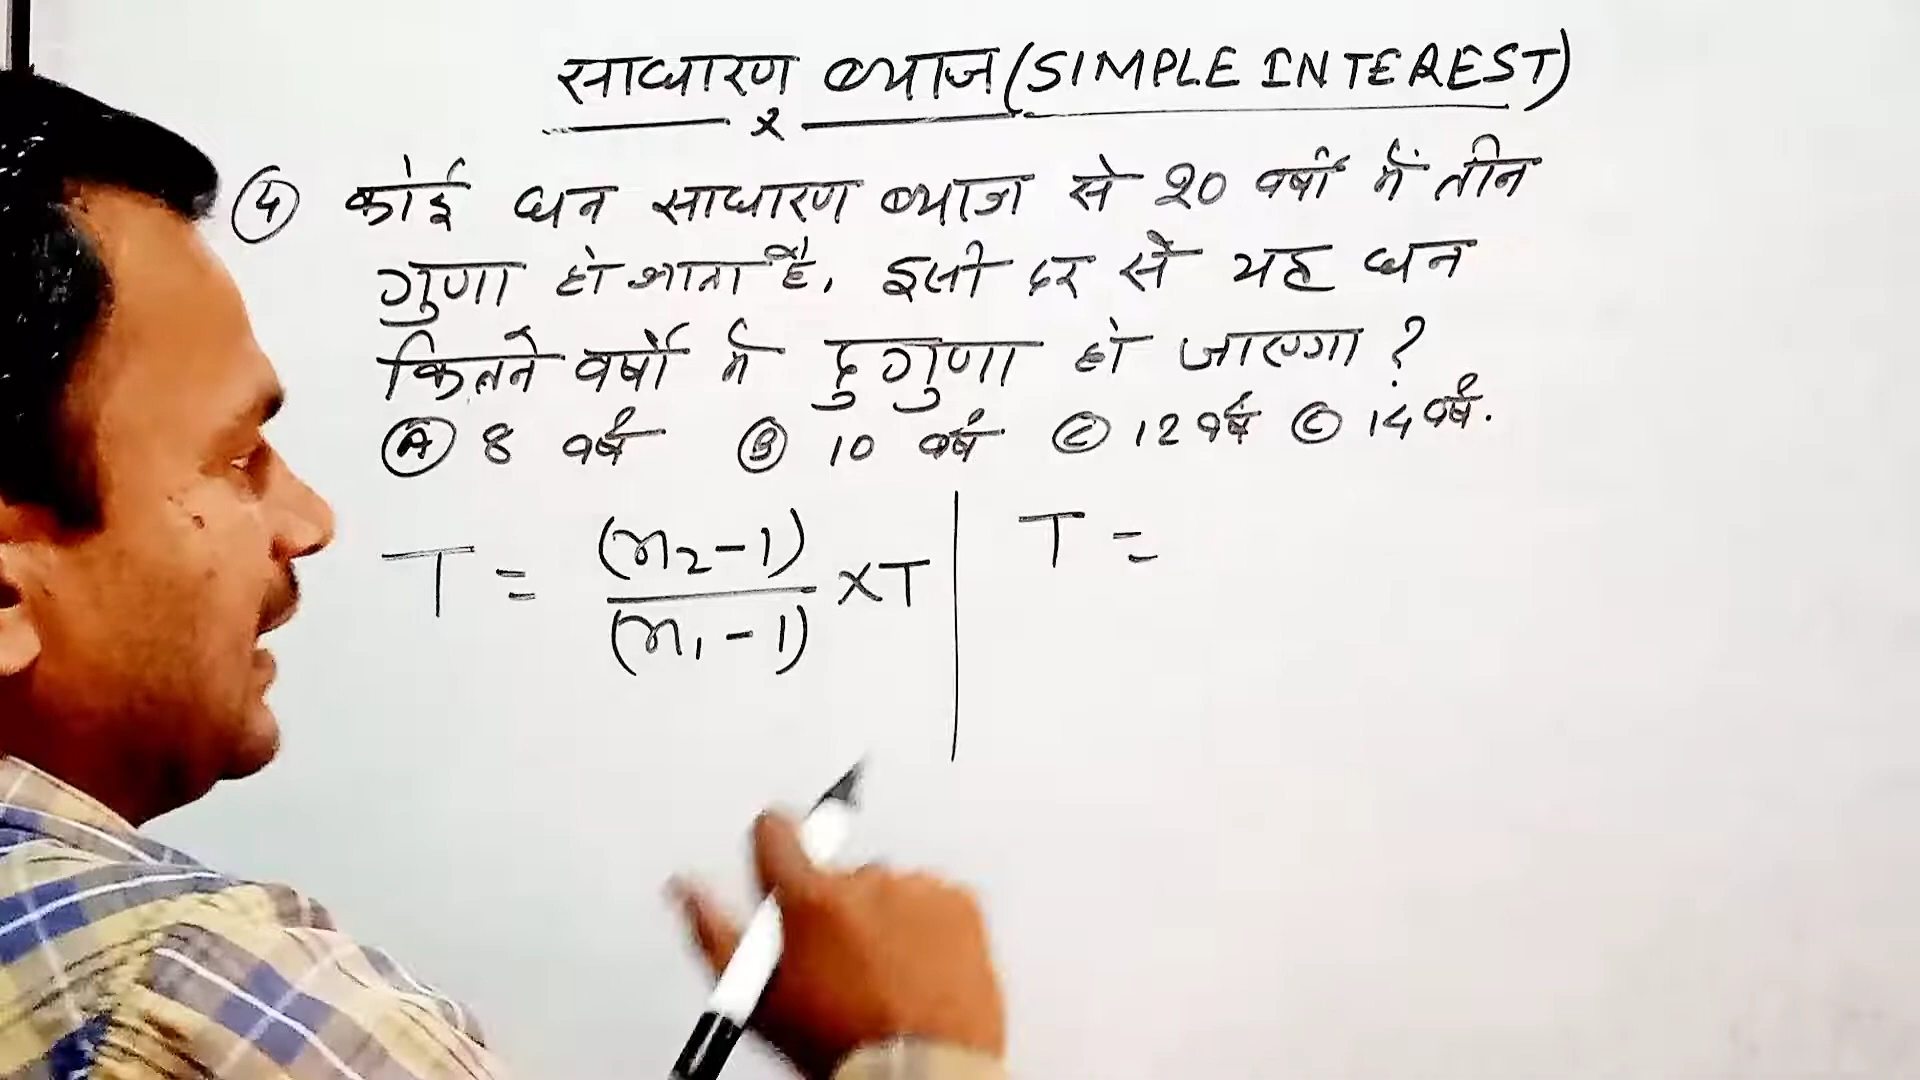 साधारण ब्याज (SIMPLE INTEREST)
④ कोई धन साधारण ब्याज से 20 वर्षों में तीन
गुणा हो जाता है, इसी दर से यह धन
कितने वर्षों में दुगुणा हो जाएगा ?
Ⓐ 8 वर्ष Ⓑ 10 वर्ष Ⓒ 12 वर्ष Ⓒ 14 वर्ष.
T = (n₂-1)/(n₁-1) ×T | T =